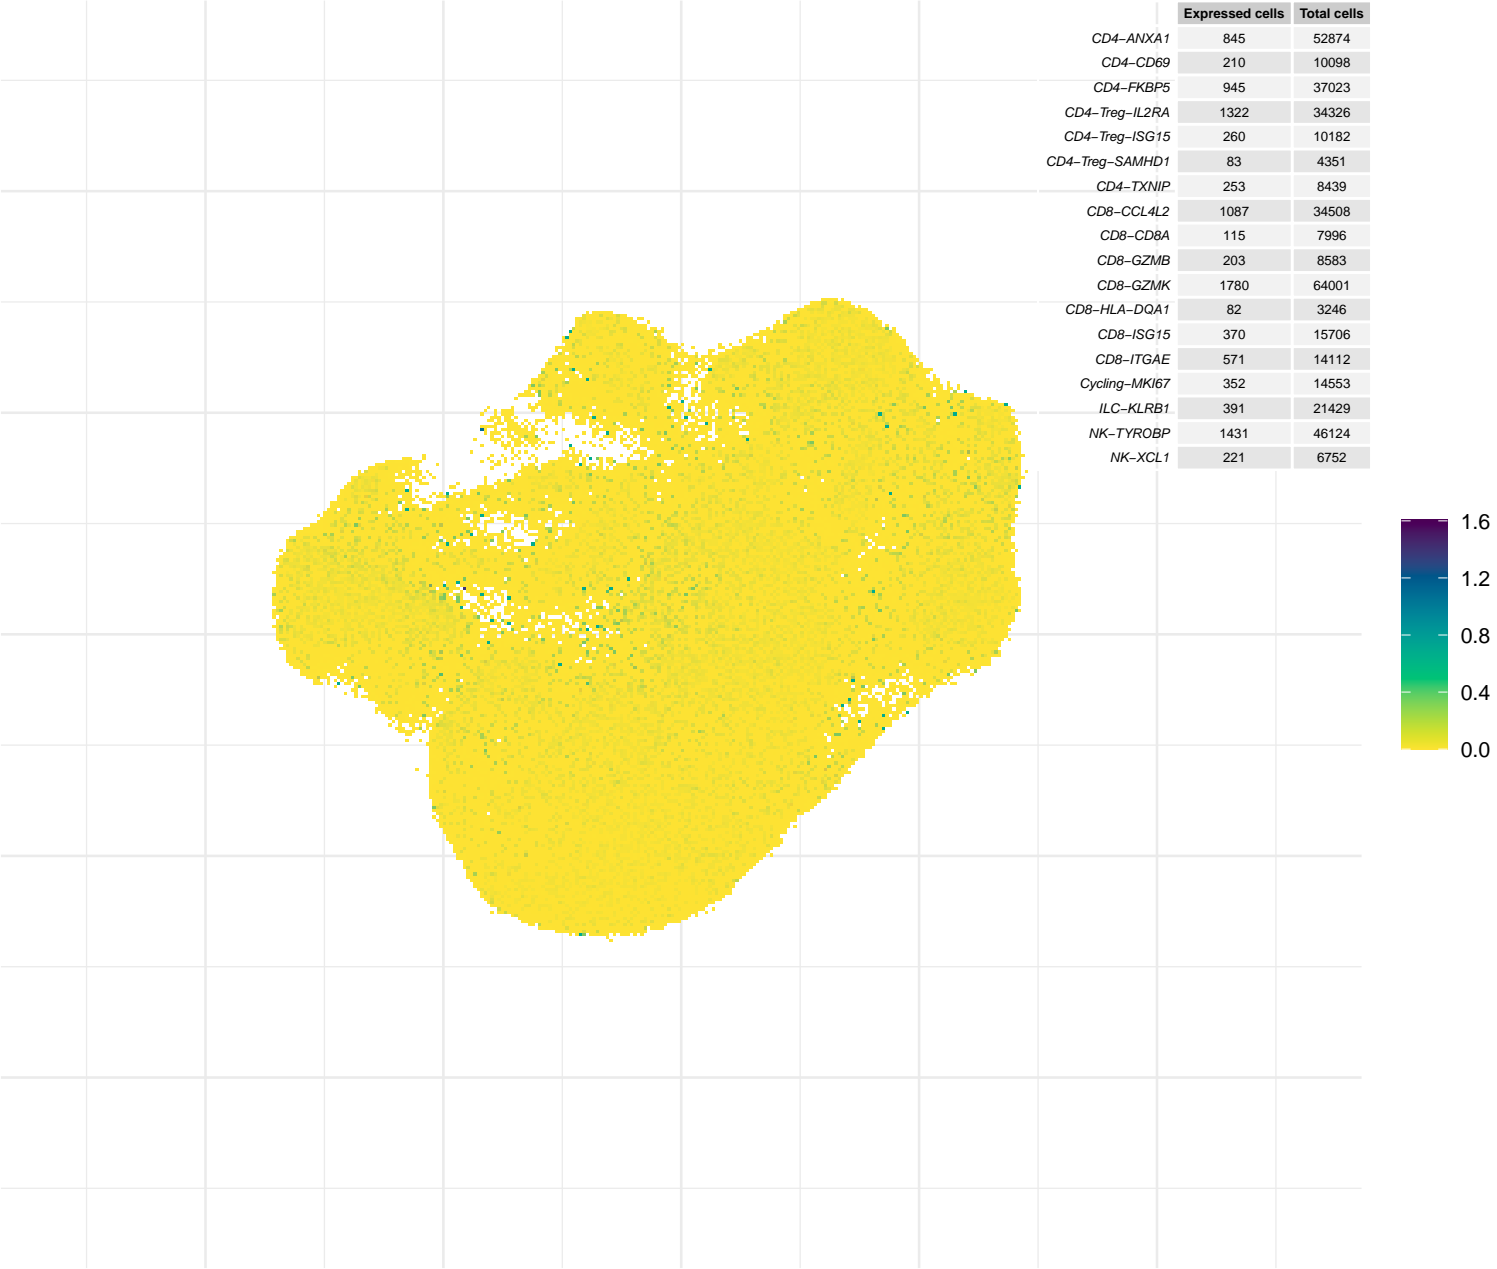 Expressed cells Total cells
CD4−ANXA1 845 52874
CD4−CD69 210 10098
CD4−FKBP5 945 37023
CD4−Treg−IL2RA 1322 34326
CD4−Treg−ISG15 260 10182
CD4−Treg−SAMHD1 83 4351
CD4−TXNIP 253 8439
CD8−CCL4L2 1087 34508
CD8−CD8A 115 7996
CD8−GZMB 203 8583
CD8−GZMK 1780 64001
CD8−HLA−DQA1 82 3246
CD8−ISG15 370 15706
CD8−ITGAE 571 14112
Cycling−MKI67 352 14553
ILC−KLRB1 391 21429
NK−TYROBP 1431 46124
NK−XCL1 221 6752
1.6
1.2
0.8
0.4
0.0